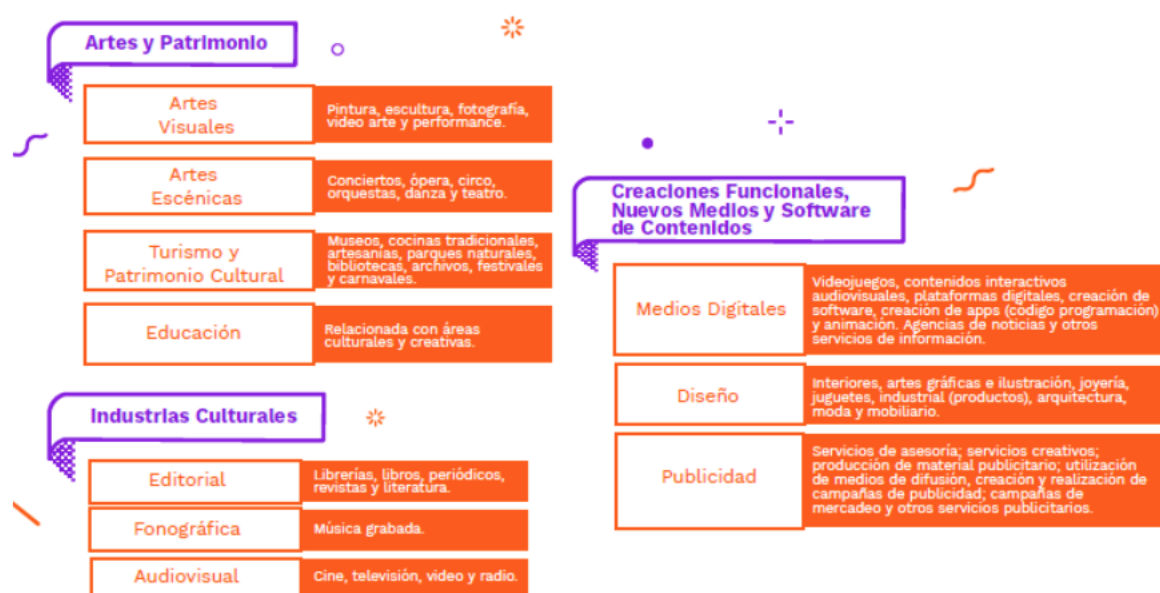 Artes y Patrimonio
Artes
Visuales
Pintura, escultura, fotografía,
video arte y performance.
Artes
Escénicas
Conciertos, ópera, circo,
orquestas, danza y teatro.
Turismo y
Patrimonio Cultural
Museos, cocinas tradicionales,
artesanías, parques naturales,
bibliotecas, archivos, festivales
y carnavales.
Educación
Relacionada con áreas
culturales y creativas.
Industrias Culturales
Editorial
Librerías, libros, periódicos,
revistas y literatura.
Fonográfica
Música grabada.
Audiovisual
Cine, televisión, video y radio.
Creaciones Funcionales,
Nuevos Medios y Software
de Contenidos
Medios Digitales
Videojuegos, contenidos interactivos
audiovisuales, plataformas digitales, creación de
software, creación de apps (código programación)
y animación. Agencias de noticias y otros
servicios de información.
Diseño
Interiores, artes gráficas e ilustración, joyería,
juguetes, industrial (productos), arquitectura,
moda y mobiliario.
Publicidad
Servicios de asesoría; servicios creativos;
producción de material publicitario; utilización
de medios de difusión, creación y realización de
campañas de publicidad; campañas de
mercadeo y otros servicios publicitarios.